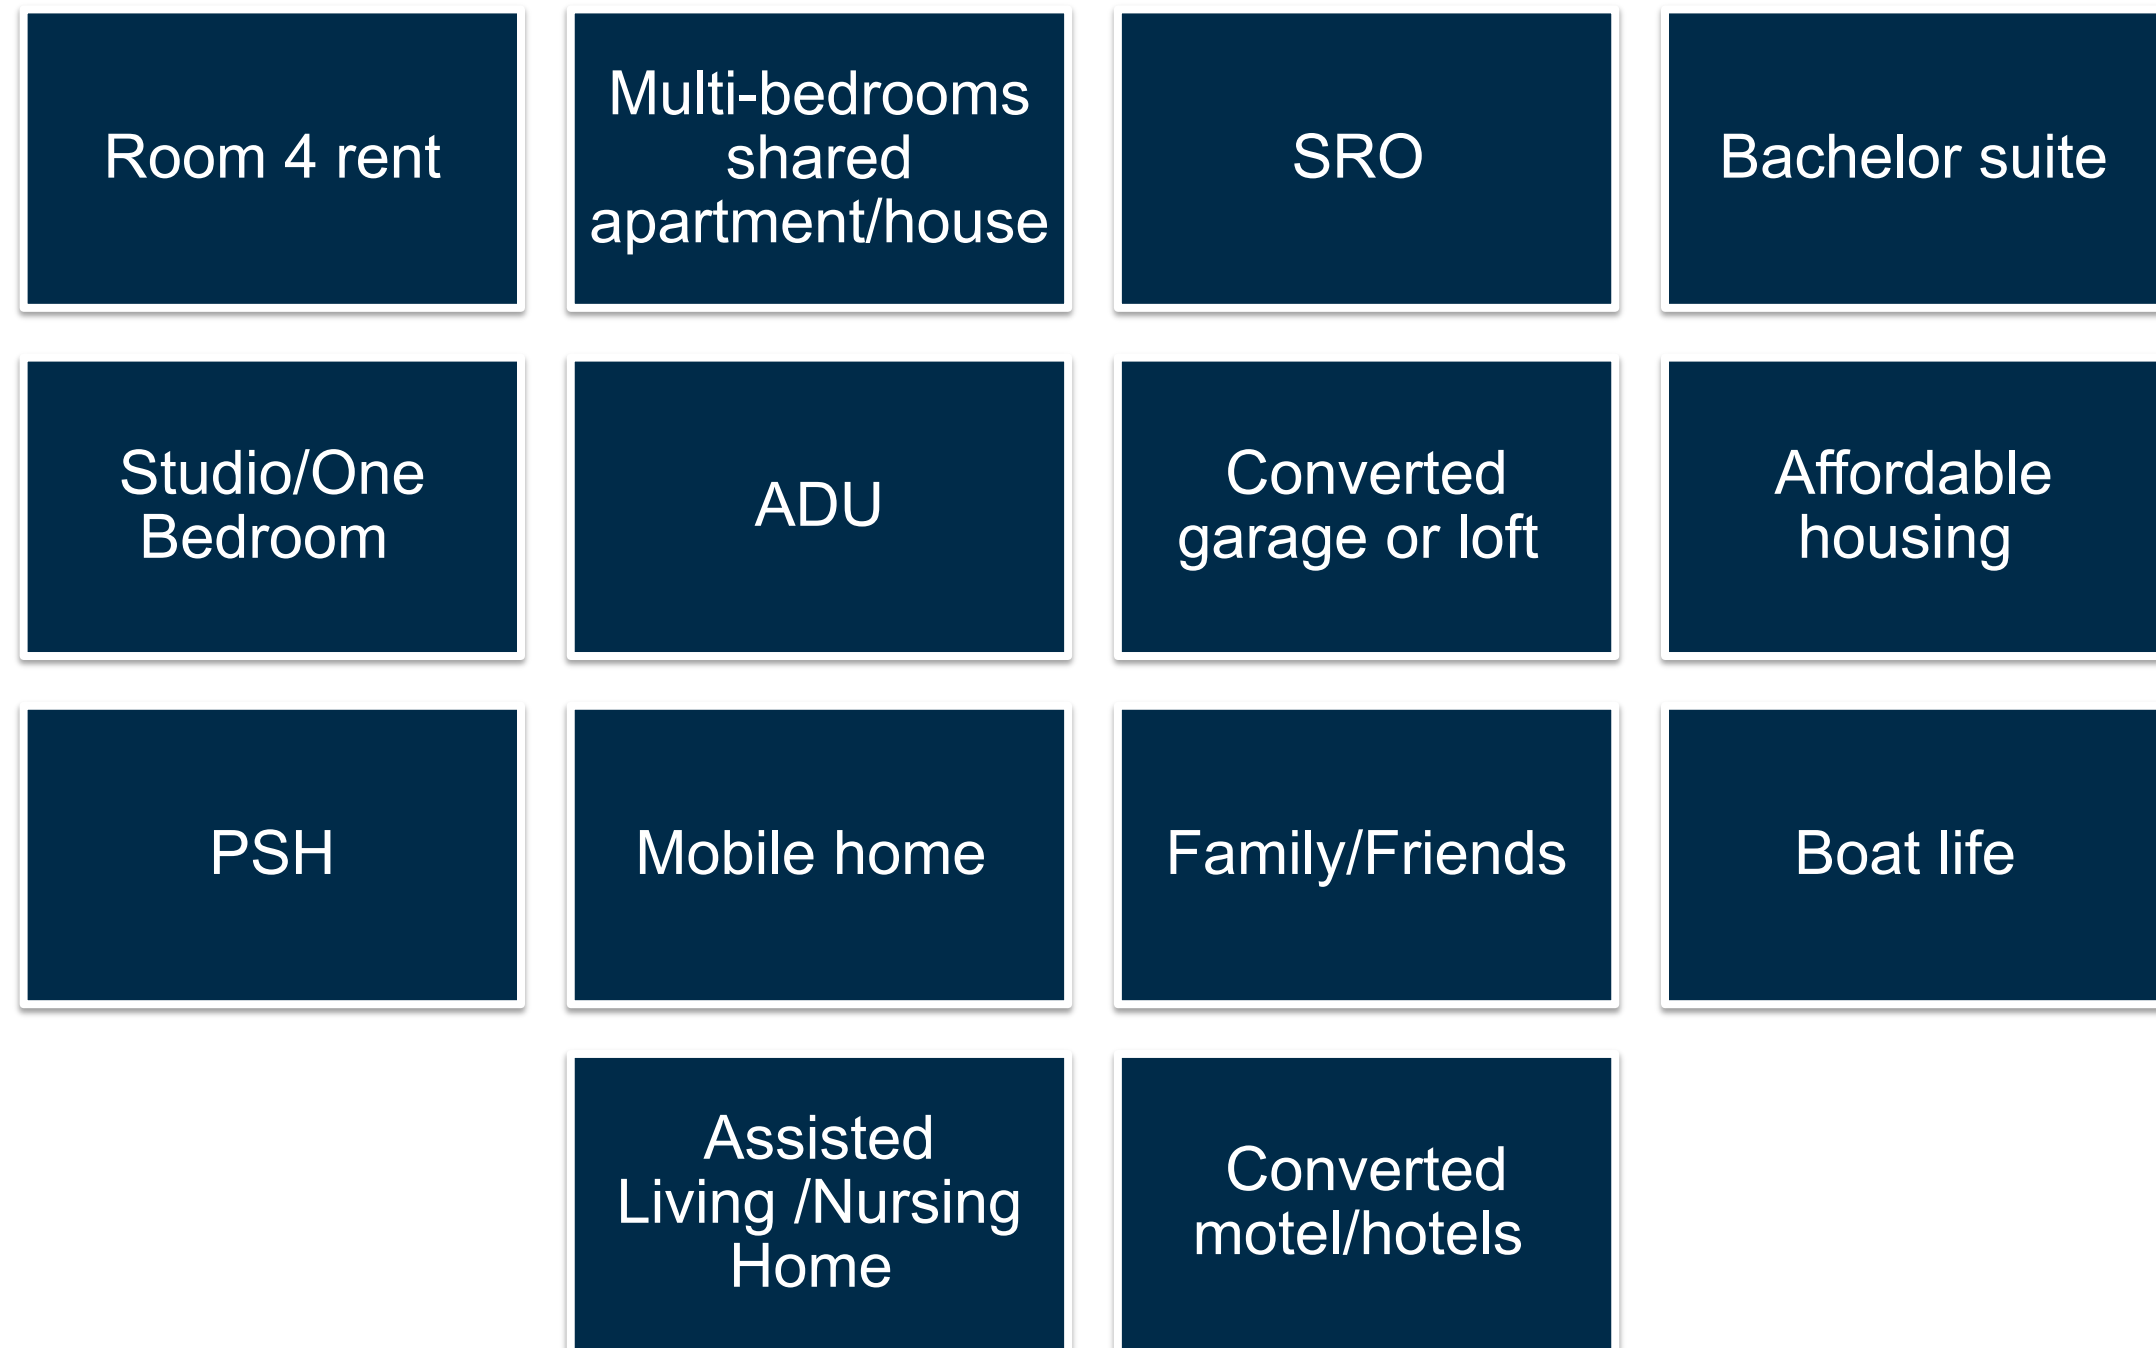 Room 4 rent
Multi-bedrooms
shared
apartment/house
SRO
Bachelor suite
Studio/One
Bedroom
ADU
Converted
garage or loft
Affordable
housing
PSH
Mobile home
Family/Friends
Boat life
Assisted
Living /Nursing
Home
Converted
motel/hotels